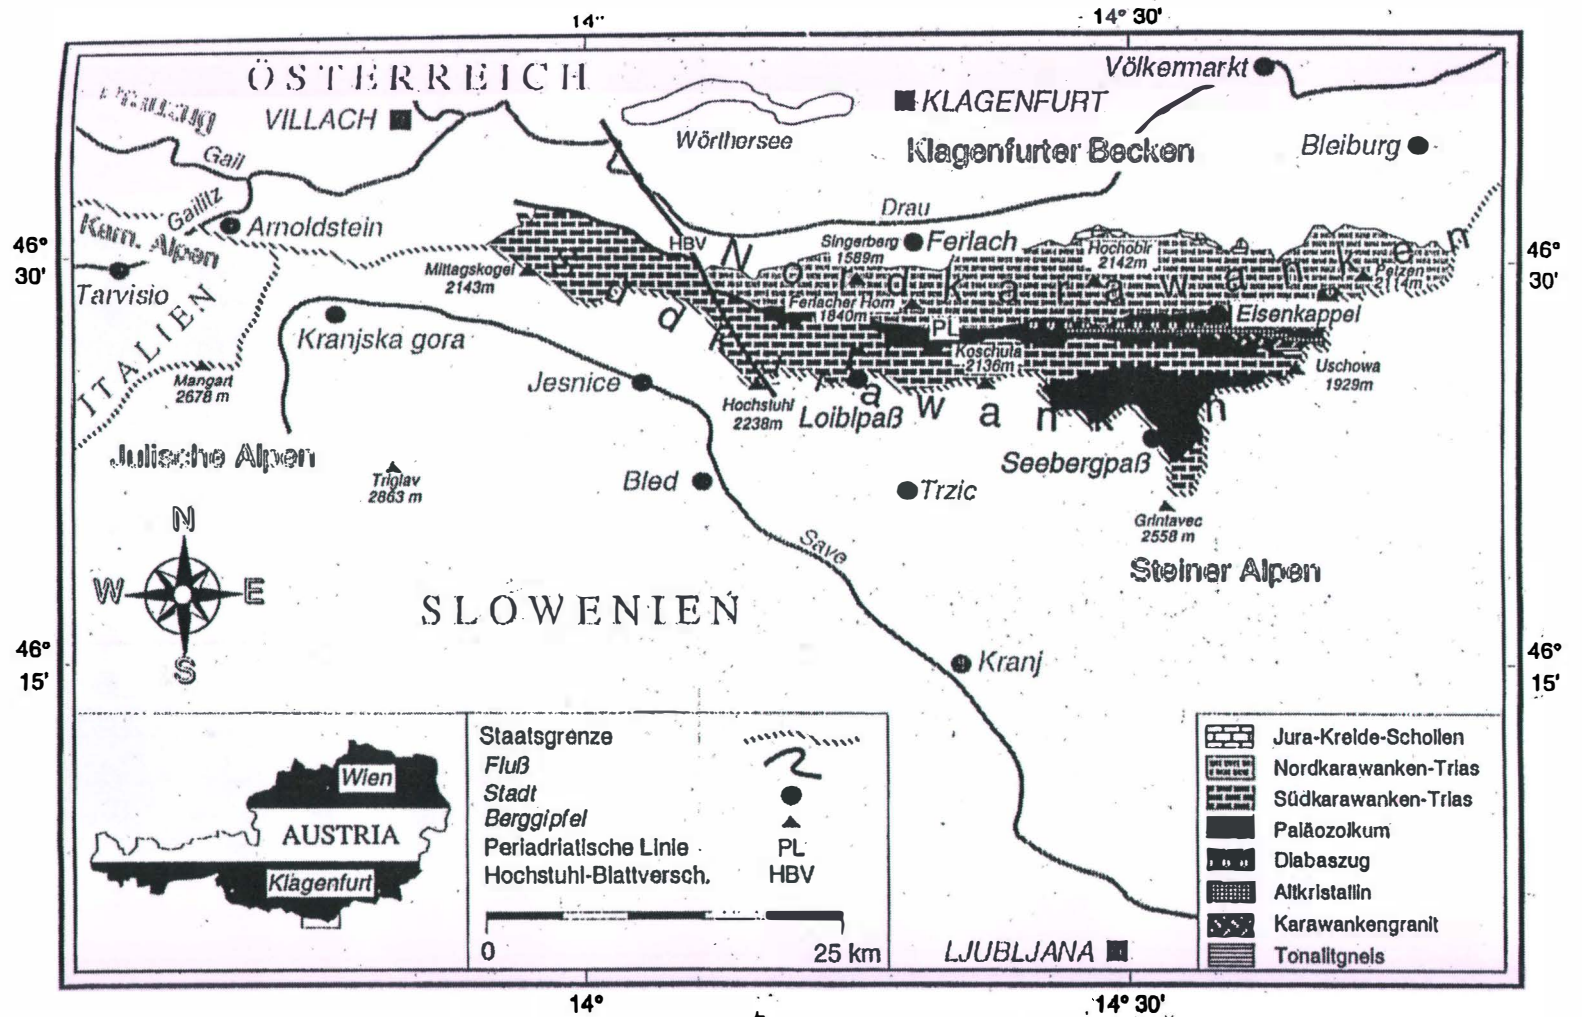 14°
14° 30'
ÖSTERREICH
Völkermarkt
Drauzug
VILLACH
KLAGENFURT
Wörthersee
Klagenfurter Becken
Bleiburg
Gail
Gailitz
Arnoldstein
Drau
46°
30'
Karn. Alpen
HBV
Singerberg
1589m
Ferlach
Hochobir
2142m
46°
30'
Nordkarawanken
Tarvisio
Mittagskogel
2143m
Petzen
2114m
Ferlacher Horn
1840m
Eisenkappel
PL
ITALIEN
Kranjska gora
Koschuta
2136m
Uschowa
1929m
Mangart
2678 m
Jesnice
Hochstuhl
2238m
Loiblpaß
Julische Alpen
Triglav
2863 m
Bled
Trzic
Seebergpaß
Grintavec
2558 m
Steiner Alpen
Save
N
W
E
S
SLOWENIEN
46°
15'
Kranj
46°
15'
Staatsgrenze
Fluß
Stadt
Berggipfel
Periadriatische Linie PL
Hochstuhl-Blattversch. HBV
0 25 km
Wien
AUSTRIA
Klagenfurt
LJUBLJANA
Jura-Kreide-Schollen
Nordkarawanken-Trias
Südkarawanken-Trias
Paläozoikum
Diabaszug
Altkristallin
Karawankengranit
Tonalitgneis
14°
14° 30'